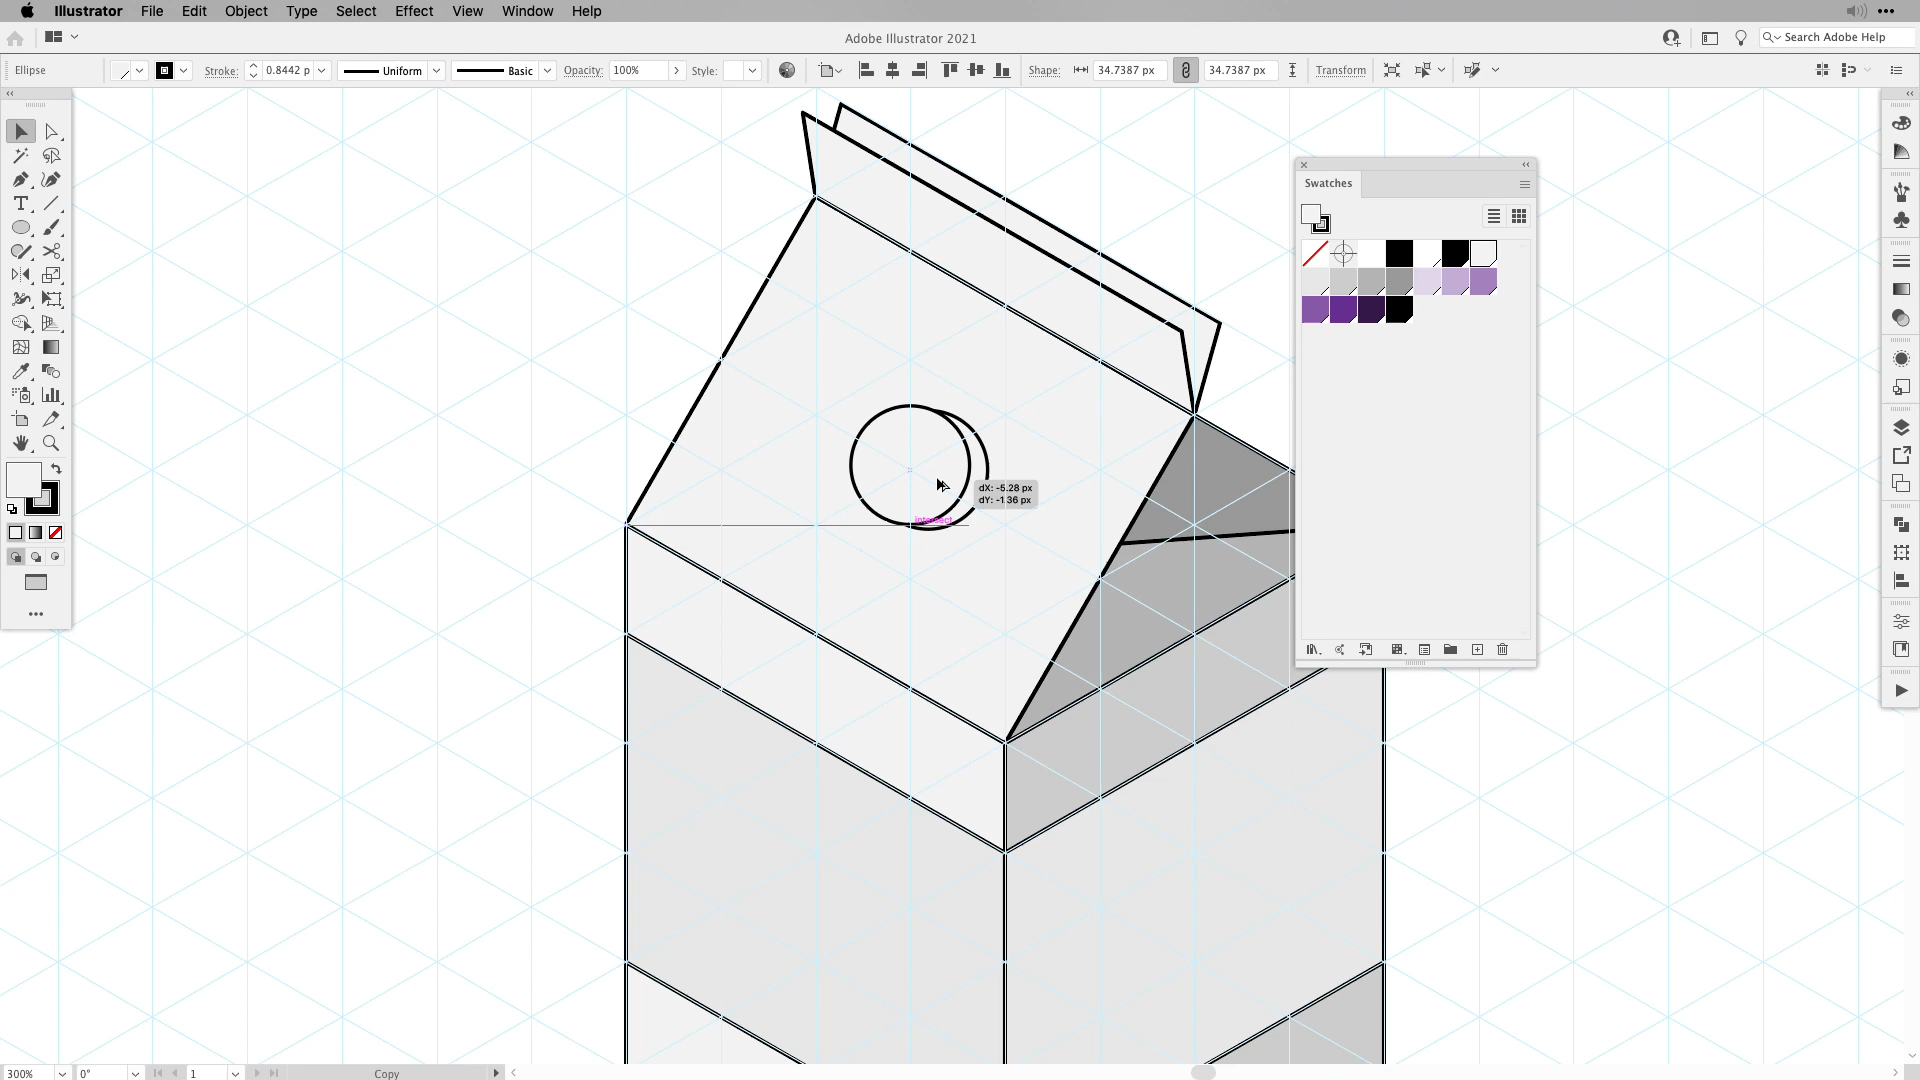 Illustrator File Edit Object Type Select Effect View Window Help
Adobe Illustrator 2021
Search Adobe Help
Ellipse Stroke: 0.8442 p Uniform Basic Opacity: 100% Style: Shape: 34.7387 px 34.7387 px Transform
Swatches
dX: -5.28 px
dY: -1.36 px
intersect
300% 0° 1 Copy